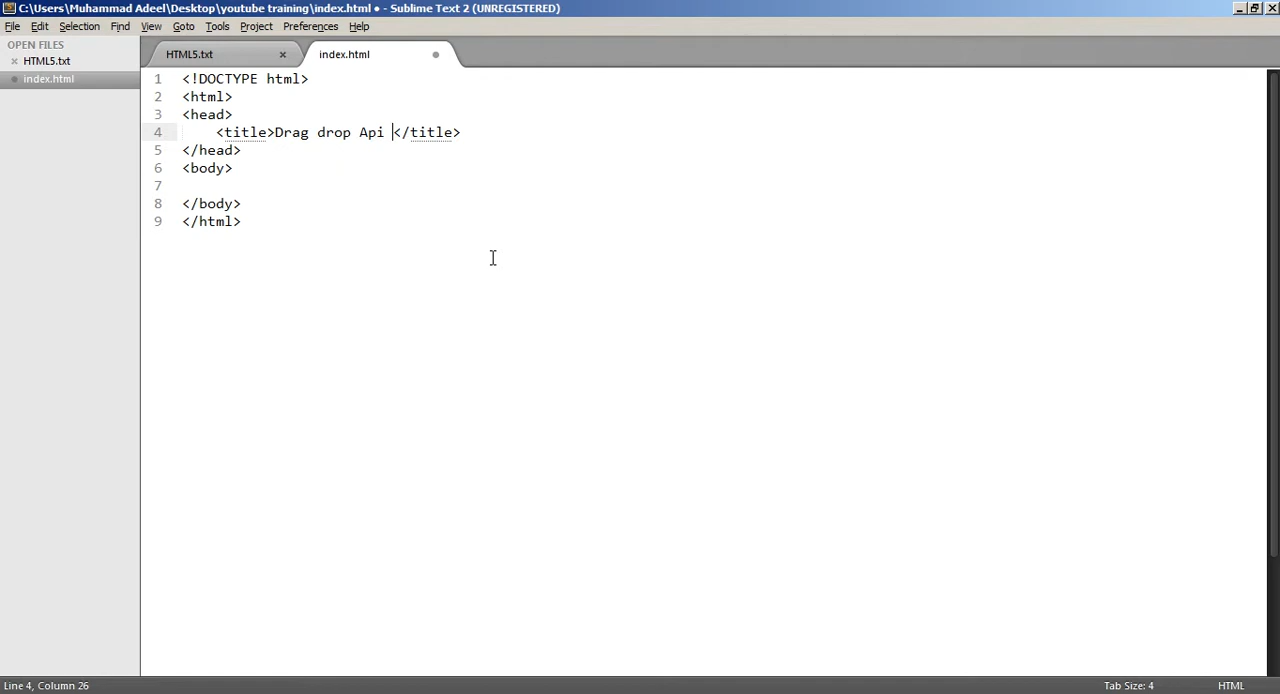 C:\Users\Muhammad Adeel\Desktop\youtube training\index.html • - Sublime Text 2 (UNREGISTERED)
File Edit Selection Find View Goto Tools Project Preferences Help
OPEN FILES
HTML5.txt
index.html
HTML5.txt index.html
1 <!DOCTYPE html>
2 <html>
3 <head>
4 <title>Drag drop Api </title>
5 </head>
6 <body>
7
8 </body>
9 </html>
Line 4, Column 26 Tab Size: 4 HTML